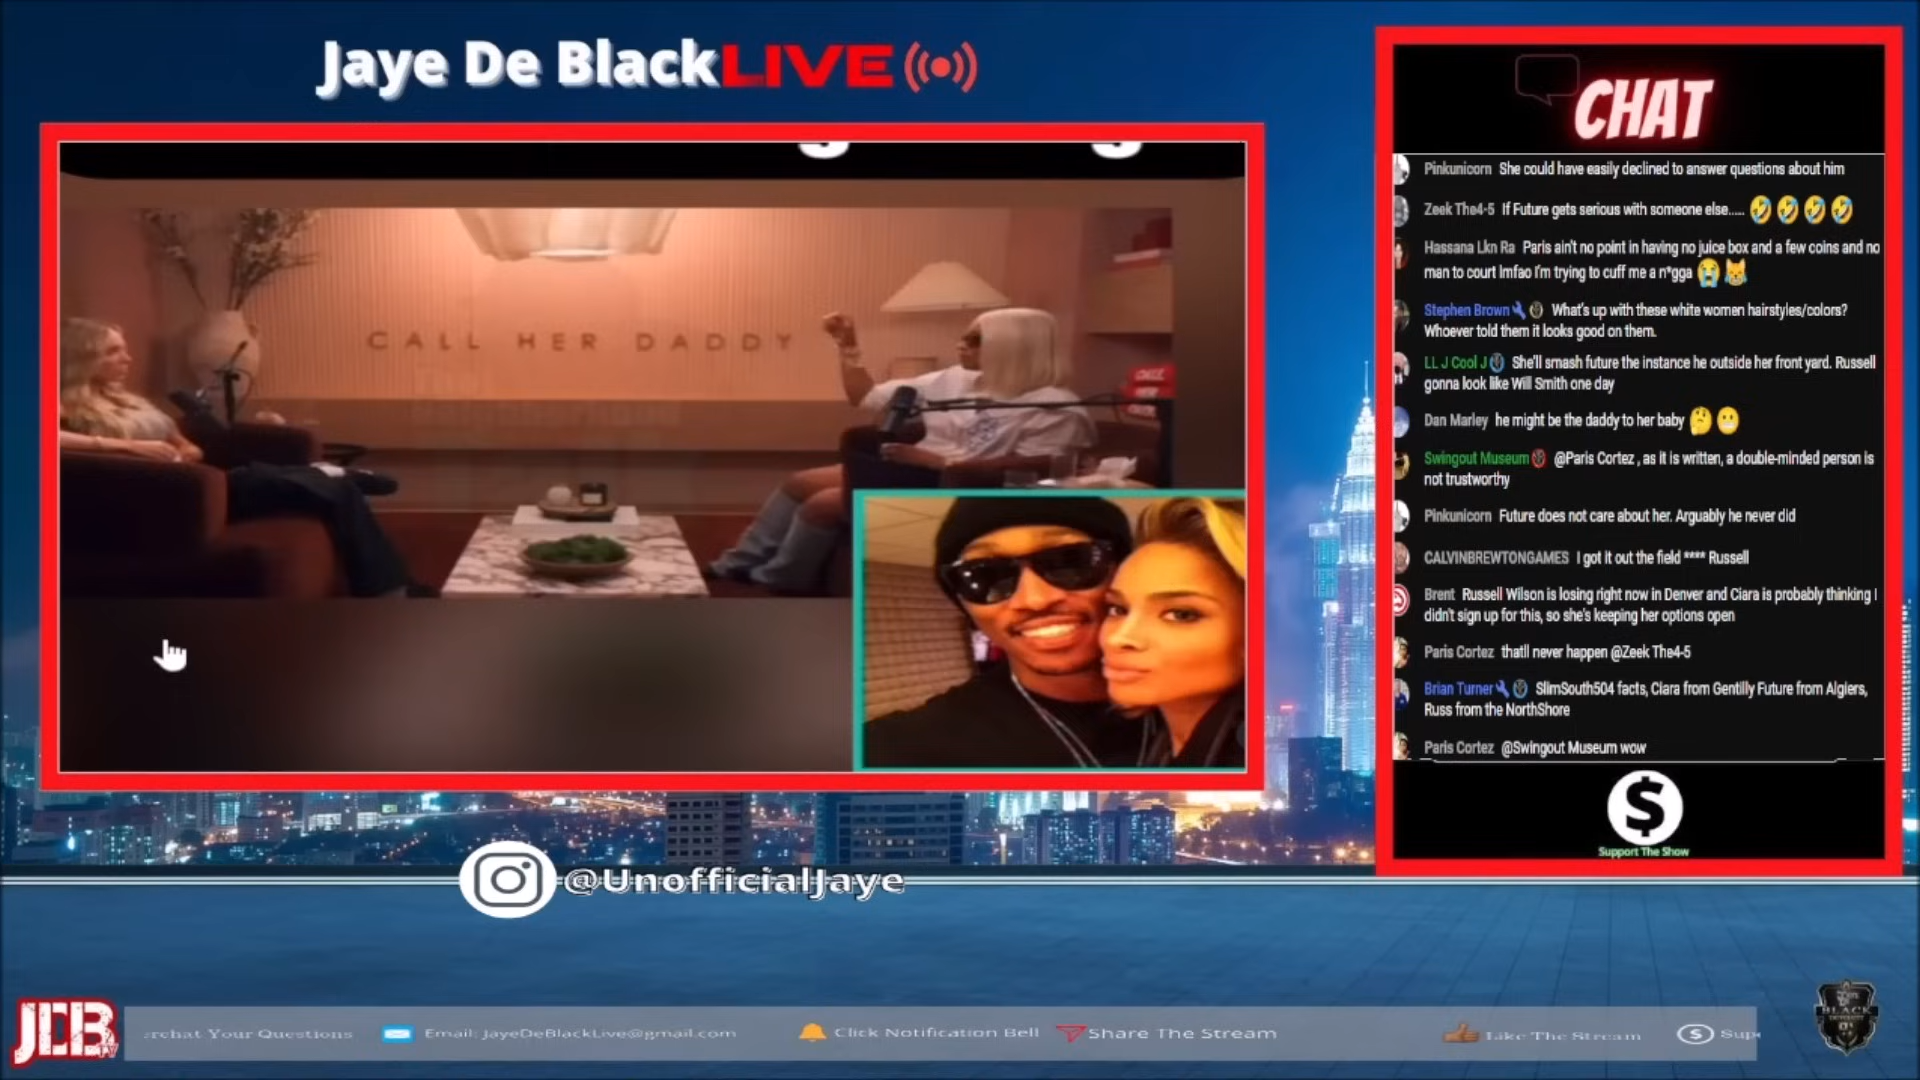 Jaye De BlackLIVE
CALL HER DADDY
CHAT
Pinkunicorn She could have easily declined to answer questions about him
Zeek The4-5 If Future gets serious with someone else..... 🤣🤣🤣🤣
Hassana Lkn Ra Paris ain't no point in having no juice box and a few coins and no
man to court lmfao I'm trying to cuff me a n*gga 😭😹
Stephen Brown What's up with these white women hairstyles/colors?
Whoever told them it looks good on them.
LL J Cool J She'll smash future the instance he outside her front yard. Russell
gonna look like Will Smith one day
Dan Marley he might be the daddy to her baby 🤔😬
Swingout Museum @Paris Cortez , as it is written, a double-minded person is
not trustworthy
Pinkunicorn Future does not care about her. Arguably he never did
CALVINBREWTONGAMES I got it out the field **** Russell
Brent Russell Wilson is losing right now in Denver and Ciara is probably thinking I
didn't sign up for this, so she's keeping her options open
Paris Cortez thatll never happen @Zeek The4-5
Brian Turner SlimSouth504 facts, Ciara from Gentilly Future from Algiers,
Russ from the NorthShore
Paris Cortez @Swingout Museum wow
$
Support The Show
@UnofficialJaye
JDB TV
rchat Your Questions Email: JayeDeBlackLive@gmail.com Click Notification Bell Share The Stream Like The Stream $ Sup
BLACK